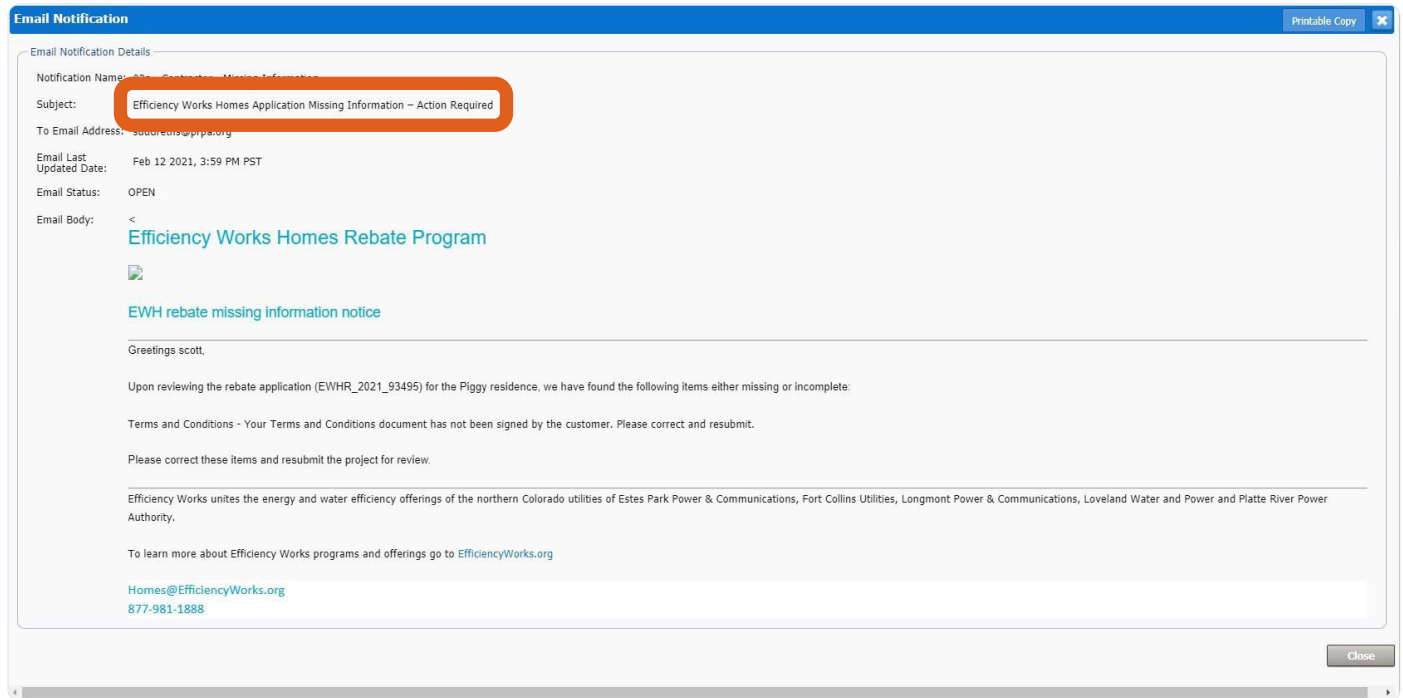 Email Notification
Printable Copy
Email Notification Details
Notification Name:
Subject: Efficiency Works Homes Application Missing Information – Action Required
To Email Address:
Email Last
Updated Date: Feb 12 2021, 3:59 PM PST
Email Status: OPEN
Email Body: <
Efficiency Works Homes Rebate Program
EWH rebate missing information notice
Greetings scott,
Upon reviewing the rebate application (EWHR_2021_93495) for the Piggy residence, we have found the following items either missing or incomplete:
Terms and Conditions - Your Terms and Conditions document has not been signed by the customer. Please correct and resubmit.
Please correct these items and resubmit the project for review.
Efficiency Works unites the energy and water efficiency offerings of the northern Colorado utilities of Estes Park Power & Communications, Fort Collins Utilities, Longmont Power & Communications, Loveland Water and Power and Platte River Power
Authority.
To learn more about Efficiency Works programs and offerings go to EfficiencyWorks.org
Homes@EfficiencyWorks.org
877-981-1888
Close